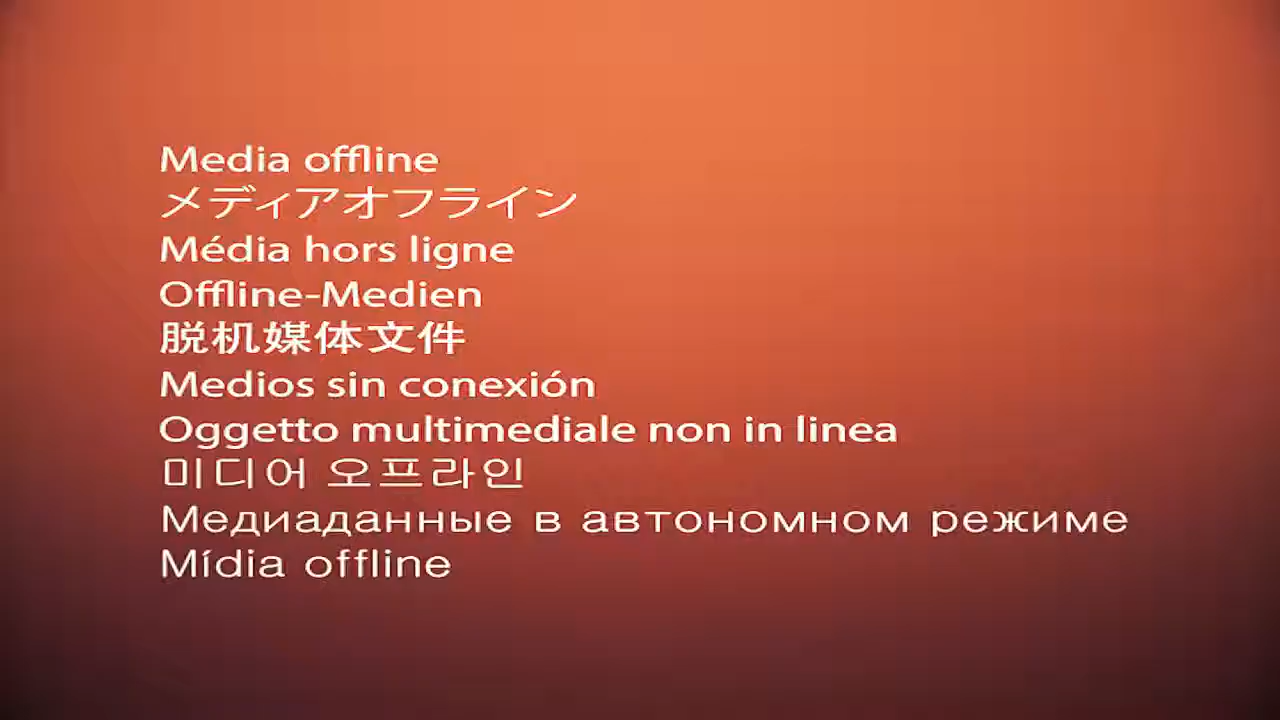 Media offline
メディアオフライン
Média hors ligne
Offline-Medien
脱机媒体文件
Medios sin conexión
Oggetto multimediale non in linea
미디어 오프라인
Медиаданные в автономном режиме
Mídia offline